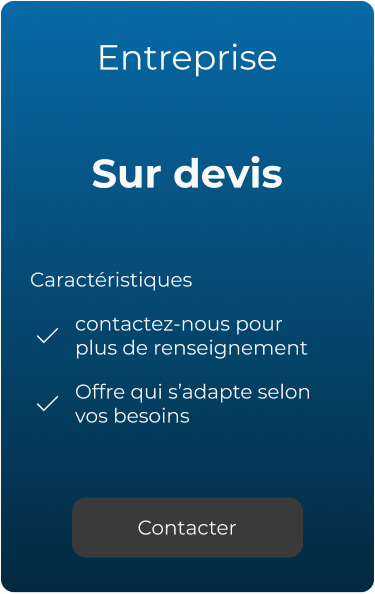 Entreprise
Sur devis
Caractéristiques
contactez-nous pour
plus de renseignement
Offre qui s’adapte selon
vos besoins
Contacter